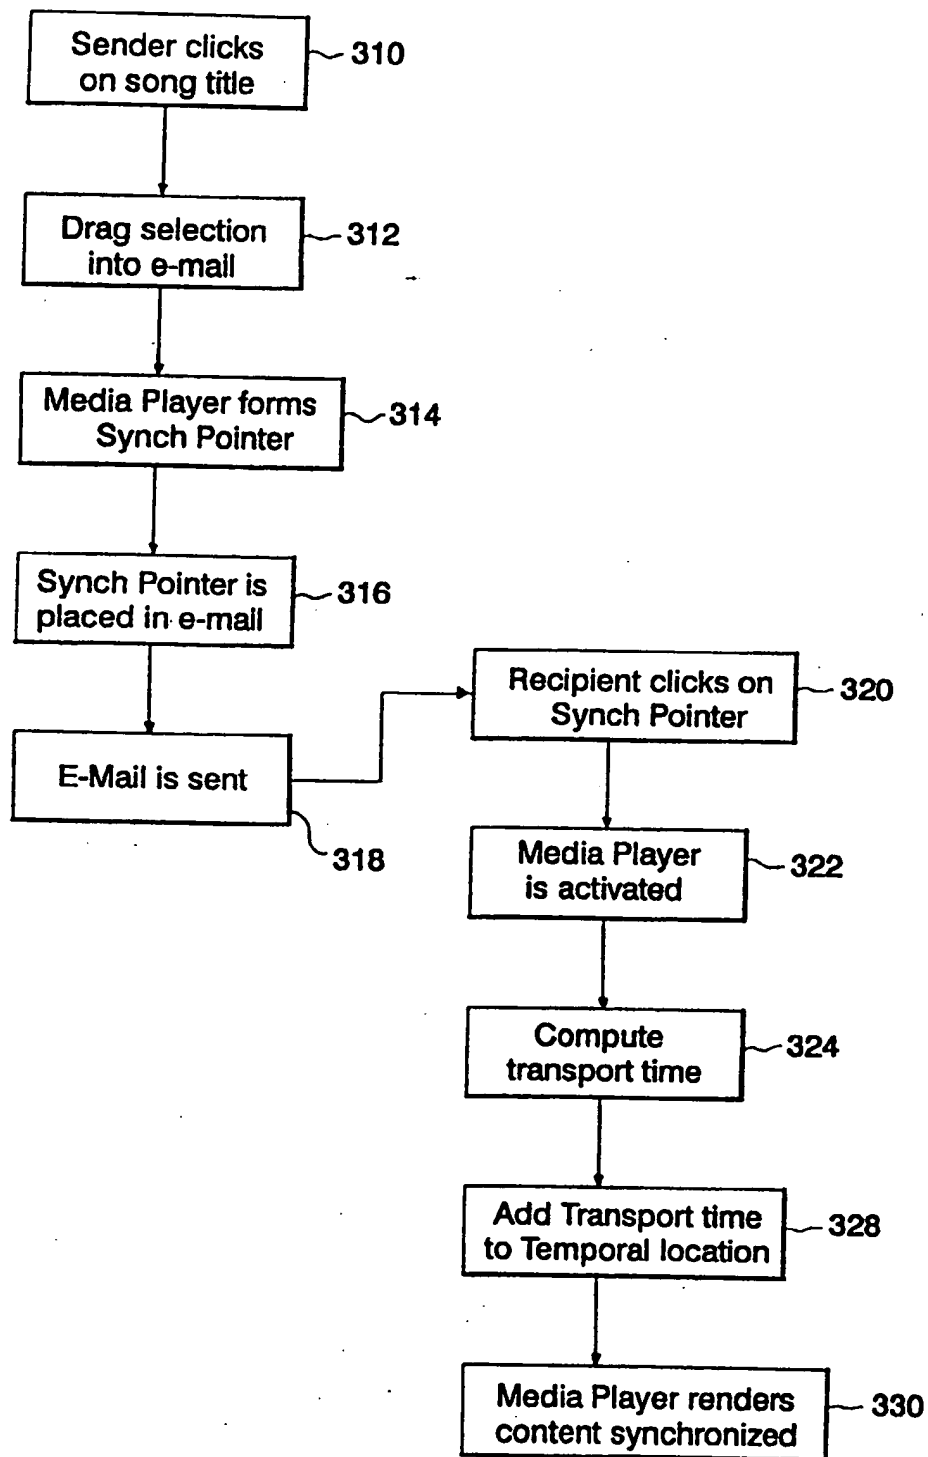 Sender clicks
on song title
310
Drag selection
into e-mail
312
Media Player forms
Synch Pointer
314
Synch Pointer is
placed in e-mail
316
E-Mail is sent
318
Recipient clicks on
Synch Pointer
320
Media Player
is activated
322
Compute
transport time
324
Add Transport time
to Temporal location
328
Media Player renders
content synchronized
330